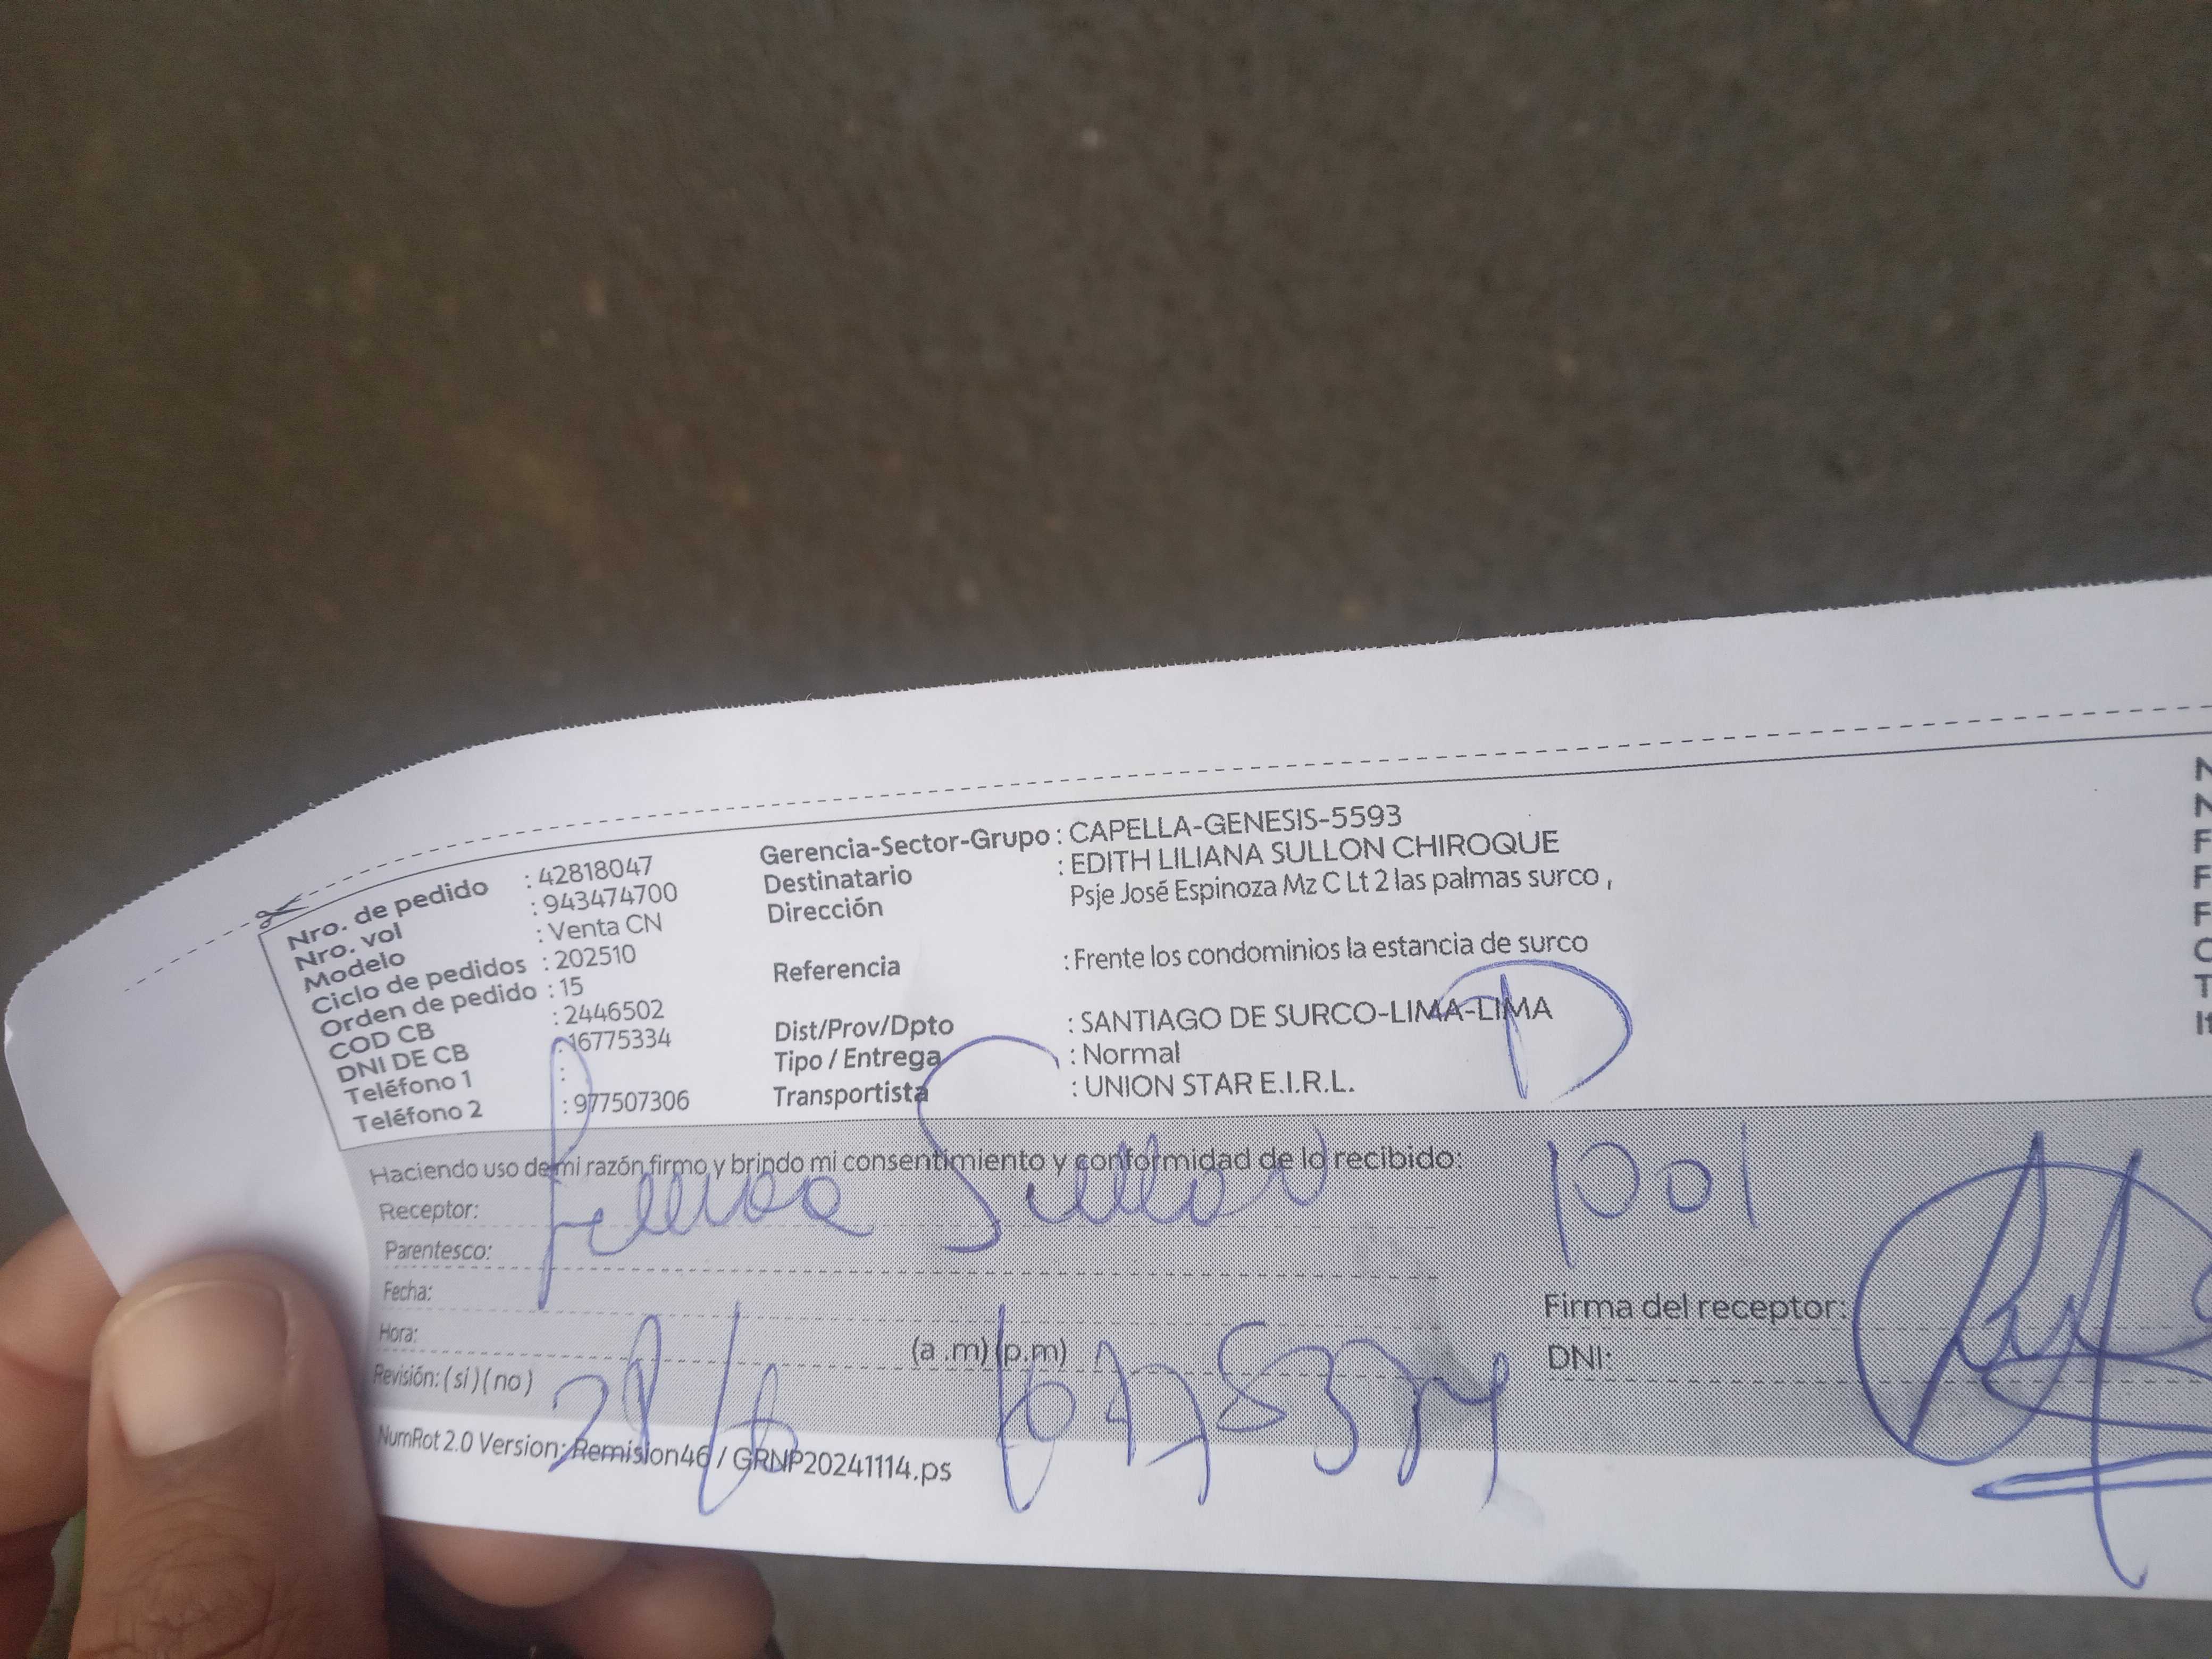 Nro. de pedido : 42818047
Nro. vol : 943474700
Modelo : Venta CN
Ciclo de pedidos : 202510
Orden de pedido : 15
COD CB : 2446502
DNI DE CB : 16775334
Teléfono 1 :
Teléfono 2 : 977507306
Gerencia-Sector-Grupo : CAPELLA-GENESIS-5593
Destinatario : EDITH LILIANA SULLON CHIROQUE
Dirección Psje José Espinoza Mz C Lt 2 las palmas surco ,
Referencia : Frente los condominios la estancia de surco
Dist/Prov/Dpto : SANTIAGO DE SURCO-LIMA-LIMA
Tipo / Entrega : Normal
Transportista : UNION STAR E.I.R.L.
N
N
F
F
F
C
T
Haciendo uso de mi razón firmo y brindo mi consentimiento y conformidad de lo recibido:
Receptor: Sullon
Parentesco:
Fecha:
Hora: (a .m) (p.m)
Revisión: ( si ) ( no )
28/6
Firma del receptor:
DNI:
NumRot 2.0 Version; Remision46 / GRNP20241114.ps